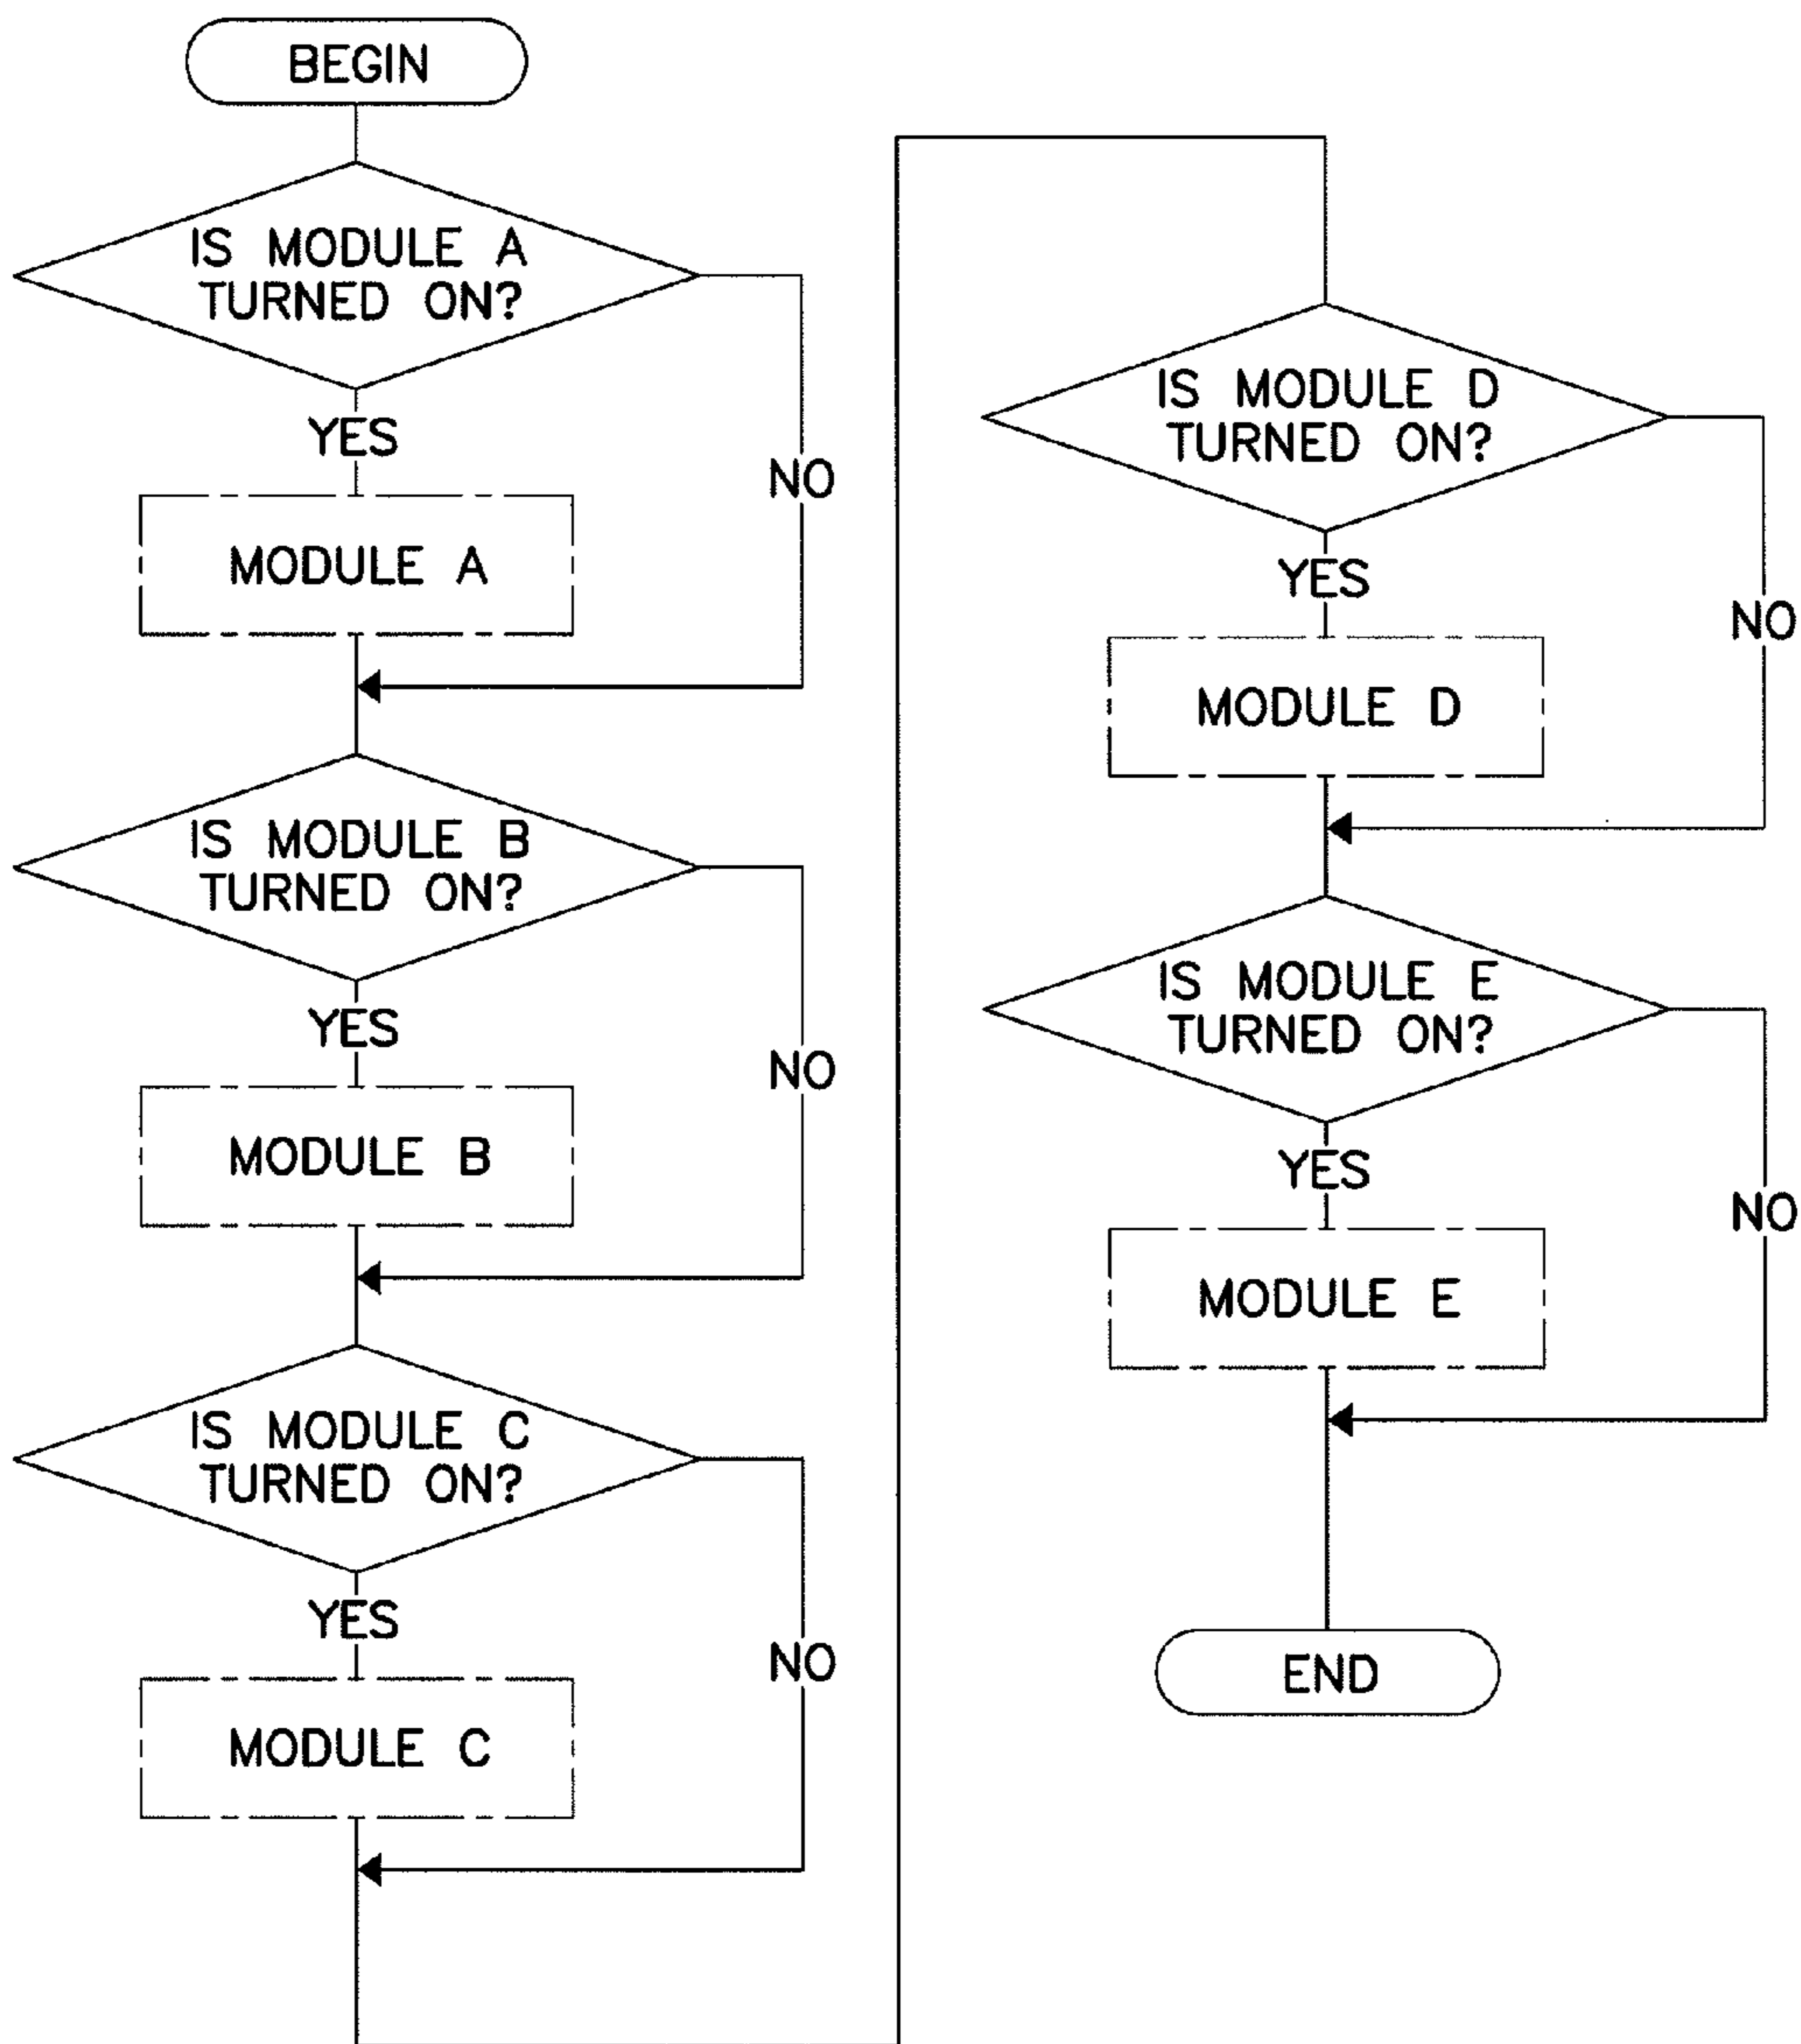 BEGIN
IS MODULE A
TURNED ON?
YES
NO
MODULE A
IS MODULE B
TURNED ON?
YES
NO
MODULE B
IS MODULE C
TURNED ON?
YES
NO
MODULE C
IS MODULE D
TURNED ON?
YES
NO
MODULE D
IS MODULE E
TURNED ON?
YES
NO
MODULE E
END